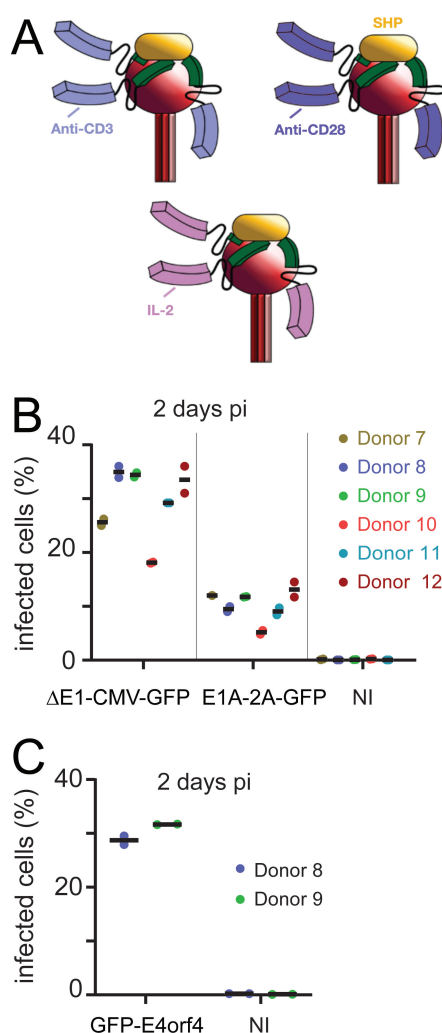 A
SHP
Anti-CD3
Anti-CD28
IL-2
B
2 days pi
40
20
0
infected cells (%)
Donor 7
Donor 8
Donor 9
Donor 10
Donor 11
Donor 12
ΔE1-CMV-GFP E1A-2A-GFP NI
C
2 days pi
40
20
0
infected cells (%)
Donor 8
Donor 9
GFP-E4orf4 NI